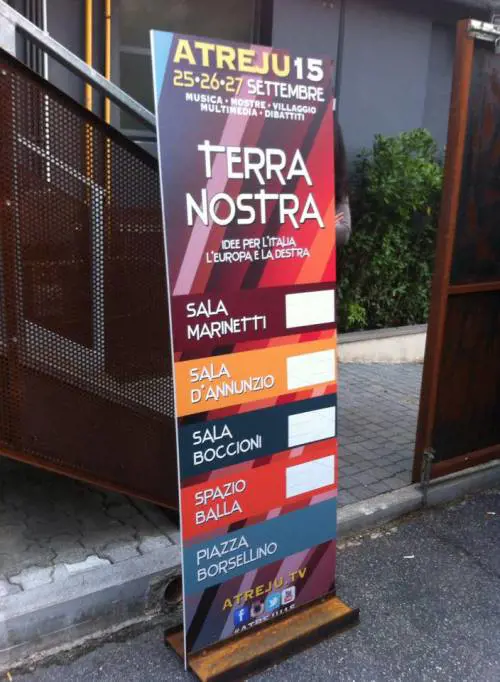 ATREJU15
25•26•27 SETTEMBRE
MUSICA • MOSTRE • VILLAGGIO
MULTIMEDIA • DIBATTITI
TERRA
NOSTRA
IDEE PER L'ITALIA
L'EUROPA E LA DESTRA
SALA
MARINETTI
SALA
D'ANNUNZIO
SALA
BOCCIONI
SPAZIO
BALLA
PIAZZA
BORSELLINO
ATREJU.TV
#ATREJU15